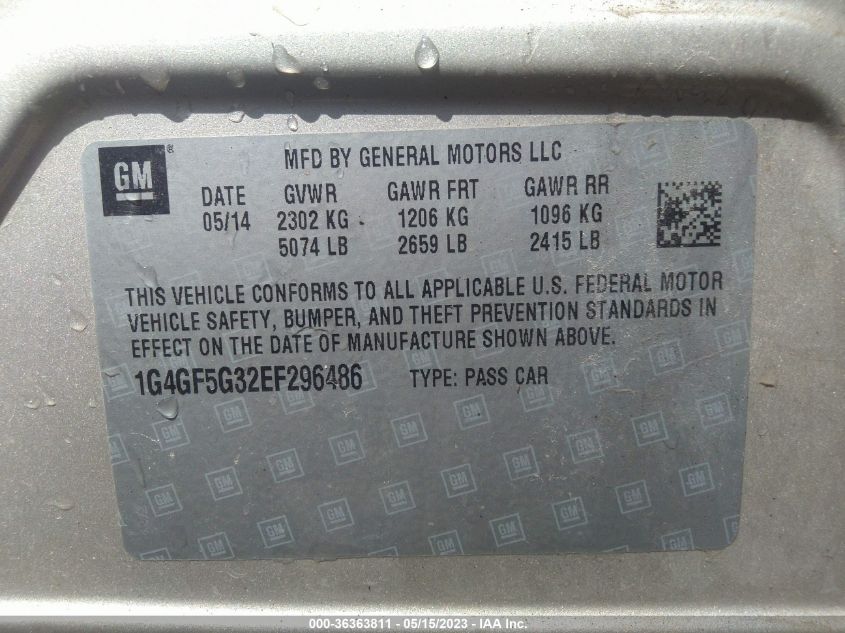 GM® MFD BY GENERAL MOTORS LLC
DATE GVWR GAWR FRT GAWR RR
05/14 2302 KG 1206 KG 1096 KG
5074 LB 2659 LB 2415 LB
THIS VEHICLE CONFORMS TO ALL APPLICABLE U.S. FEDERAL MOTOR
VEHICLE SAFETY, BUMPER, AND THEFT PREVENTION STANDARDS IN
EFFECT ON THE DATE OF MANUFACTURE SHOWN ABOVE.
1G4GF5G32EF296486 TYPE: PASS CAR
000-36363811 - 05/15/2023 - IAA Inc.